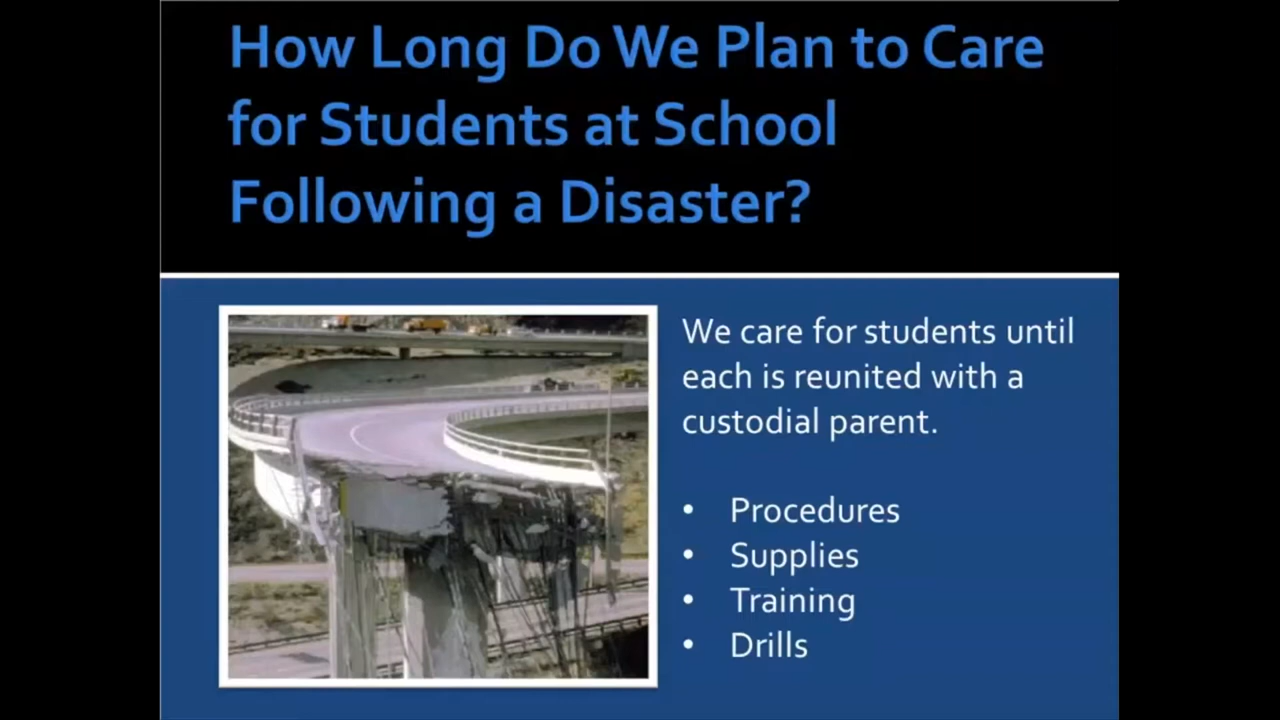 How Long Do We Plan to Care
for Students at School
Following a Disaster?
We care for students until
each is reunited with a
custodial parent.
• Procedures
• Supplies
• Training
• Drills